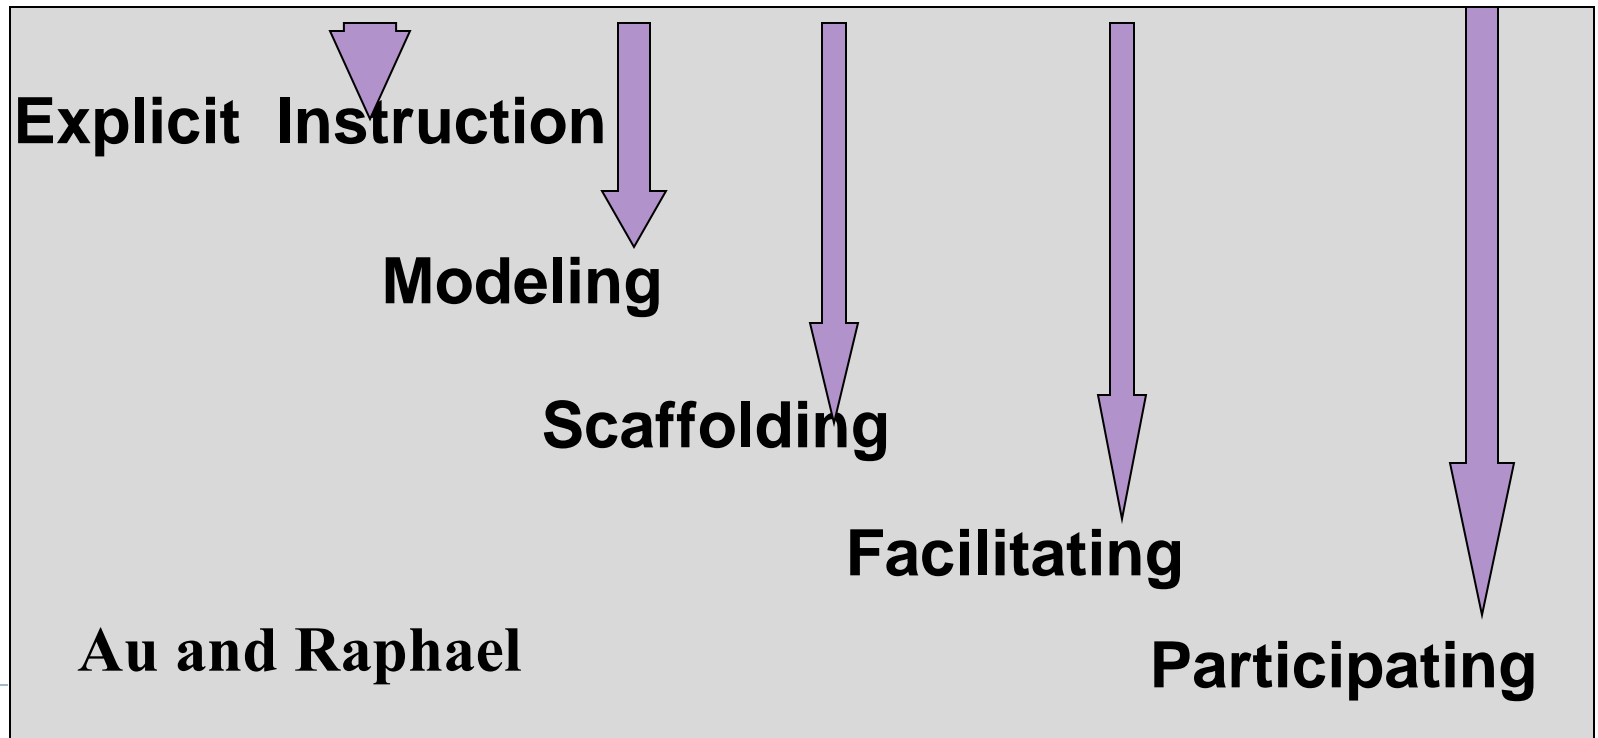 Explicit Instruction
Modeling
Scaffolding
Facilitating
Au and Raphael
Participating